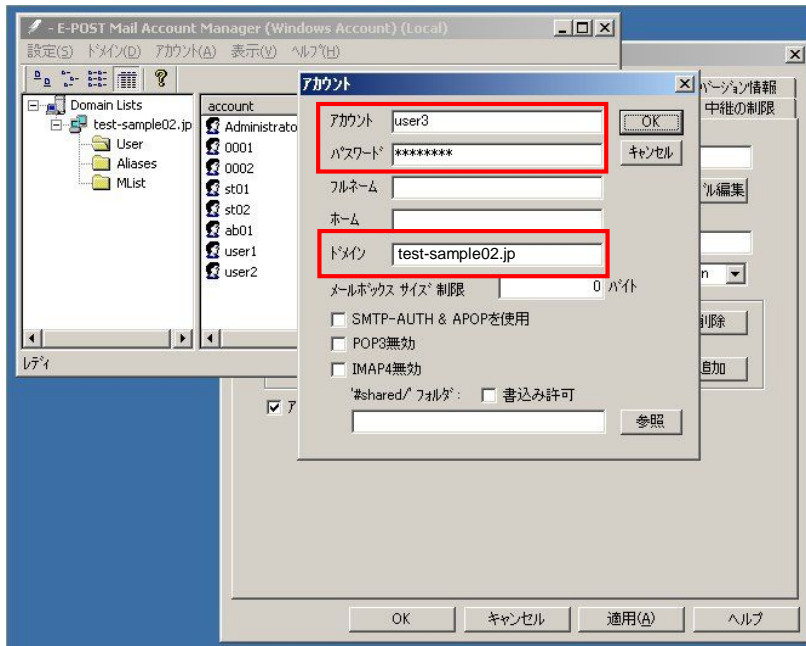 - E-POST Mail Account Manager (Windows Account) (Local)
設定(S) ドメイン(D) アカウント(A) 表示(V) ヘルプ(H)
Domain Lists
test-sample02.jp
User
Aliases
MList
account
Administrato
0001
0002
st01
st02
ab01
user1
user2
レディ
アカウント
アカウント user3
パスワード ********
フルネーム
ホーム
ドメイン test-sample02.jp
メールボックス サイズ制限 0 バイト
SMTP-AUTH & APOPを使用
POP3無効
IMAP4無効
'#shared/' フォルダ: 書込み許可
参照
OK
キャンセル
バージョン情報
中継の制限
ル編集
n
削除
追加
ア
OK キャンセル 適用(A) ヘルプ